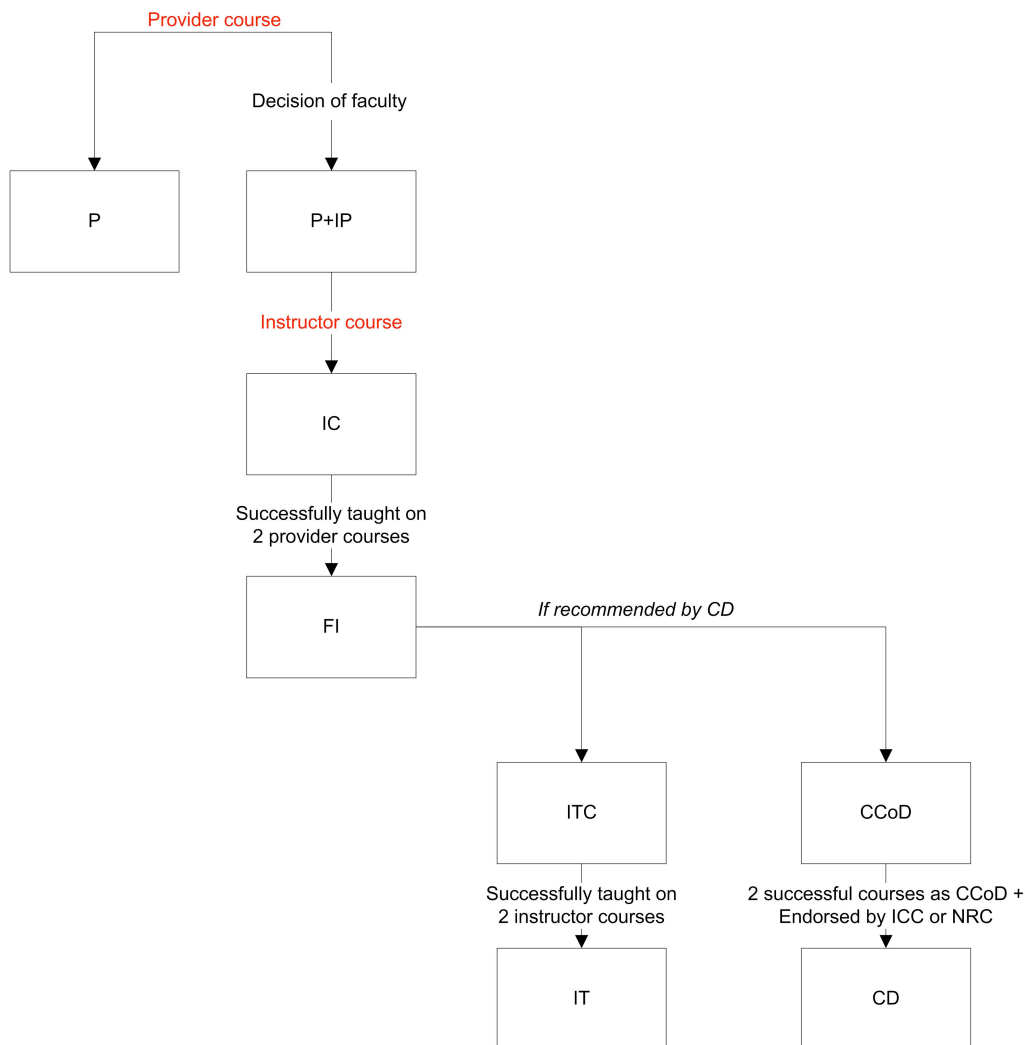 Provider course
Decision of faculty
P
P+IP
Instructor course
IC
Successfully taught on
2 provider courses
FI
If recommended by CD
ITC
CCoD
Successfully taught on
2 instructor courses
2 successful courses as CCoD +
Endorsed by ICC or NRC
IT
CD